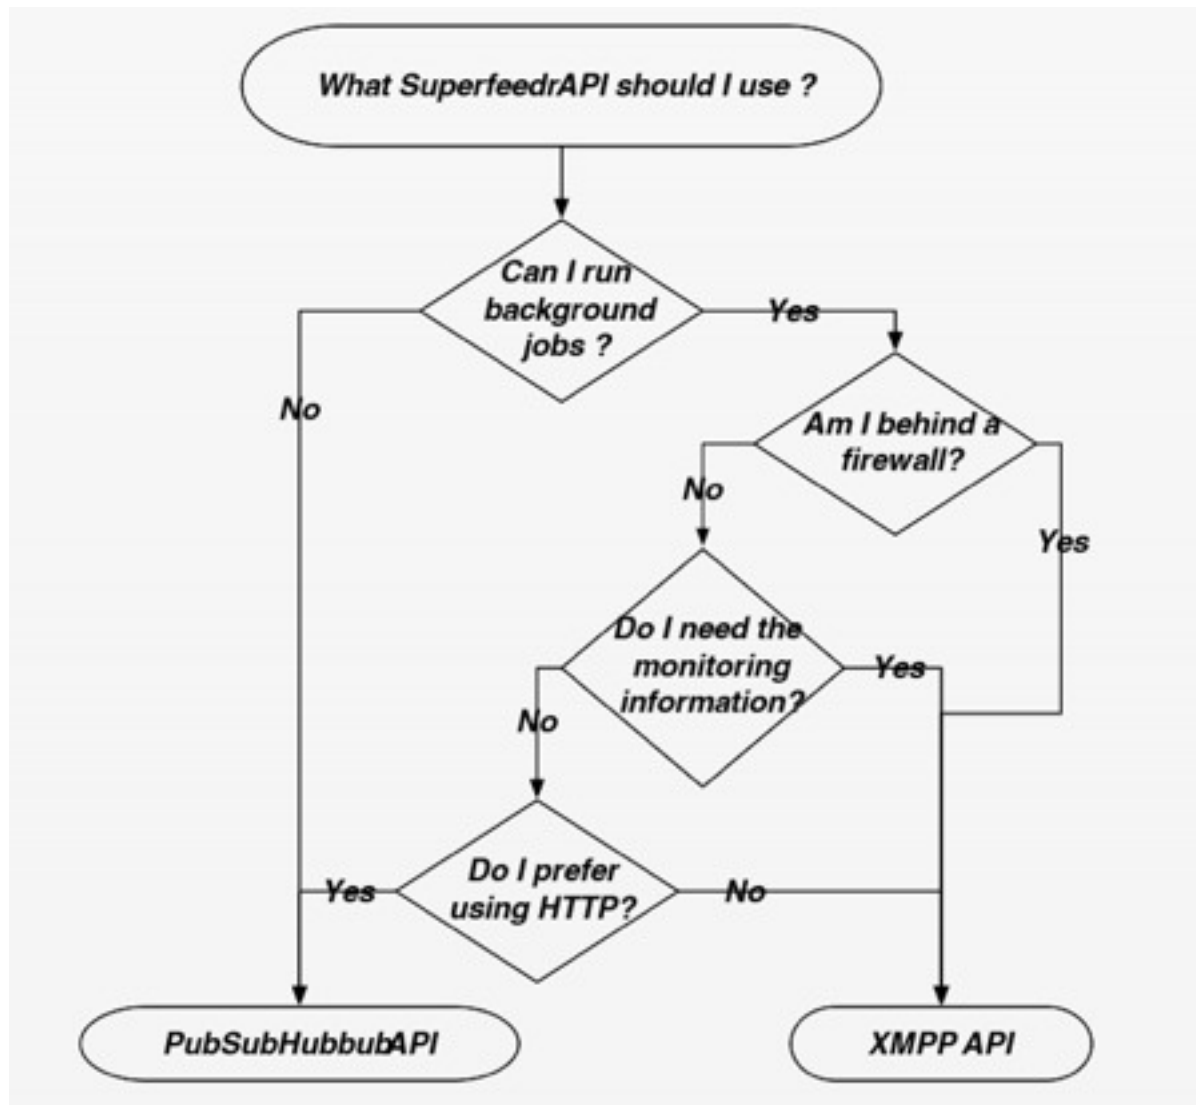 What SuperfeedrAPI should I use ?
Can I run
background
jobs ?
Yes
No
Am I behind a
firewall?
No
Yes
Do I need the
monitoring
information?
Yes
No
Do I prefer
using HTTP?
Yes
No
PubSubHubbubAPI
XMPP API